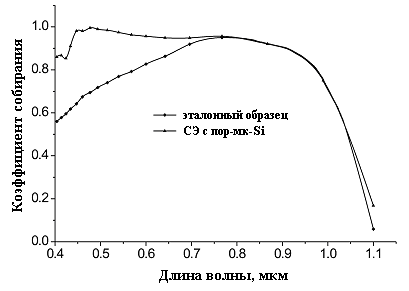 Коэффициент собирания
1.0
0.8
0.6
0.4
0.2
0.0
эталонный образец
СЭ с пор-мк-Si
0.4 0.5 0.6 0.7 0.8 0.9 1.0 1.1
Длина волны, мкм